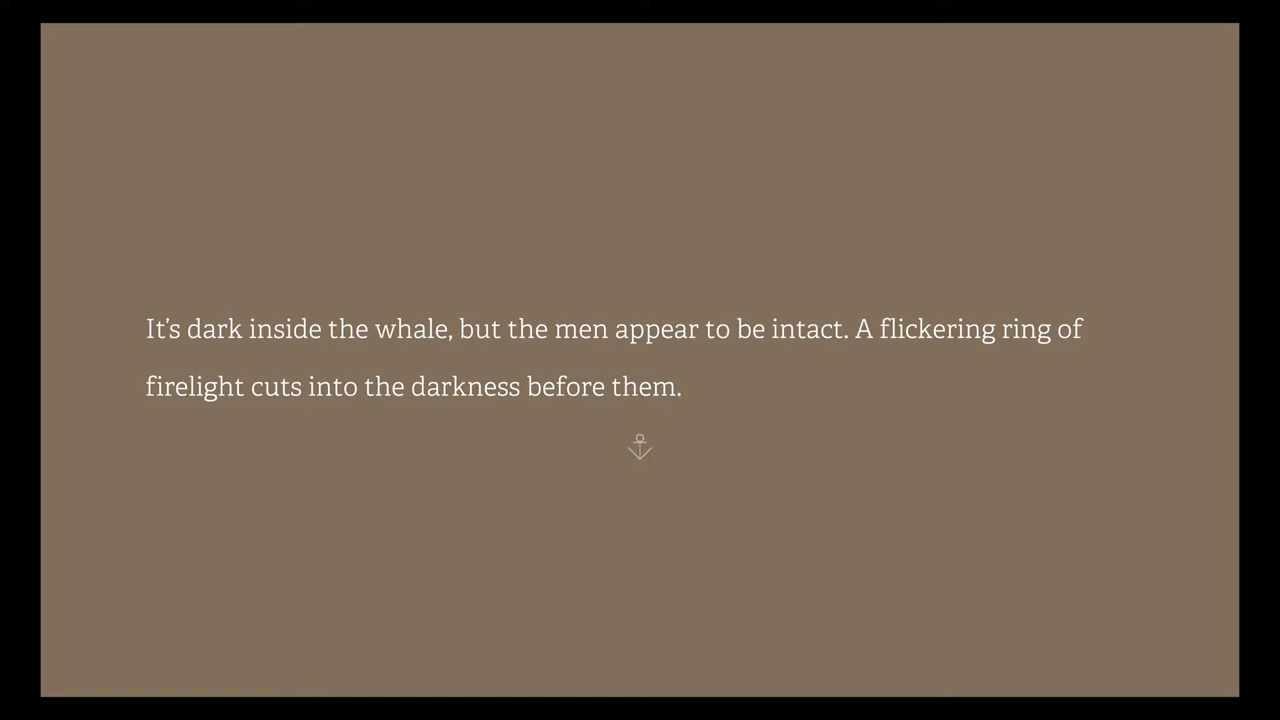 It’s dark inside the whale, but the men appear to be intact. A flickering ring of
firelight cuts into the darkness before them.